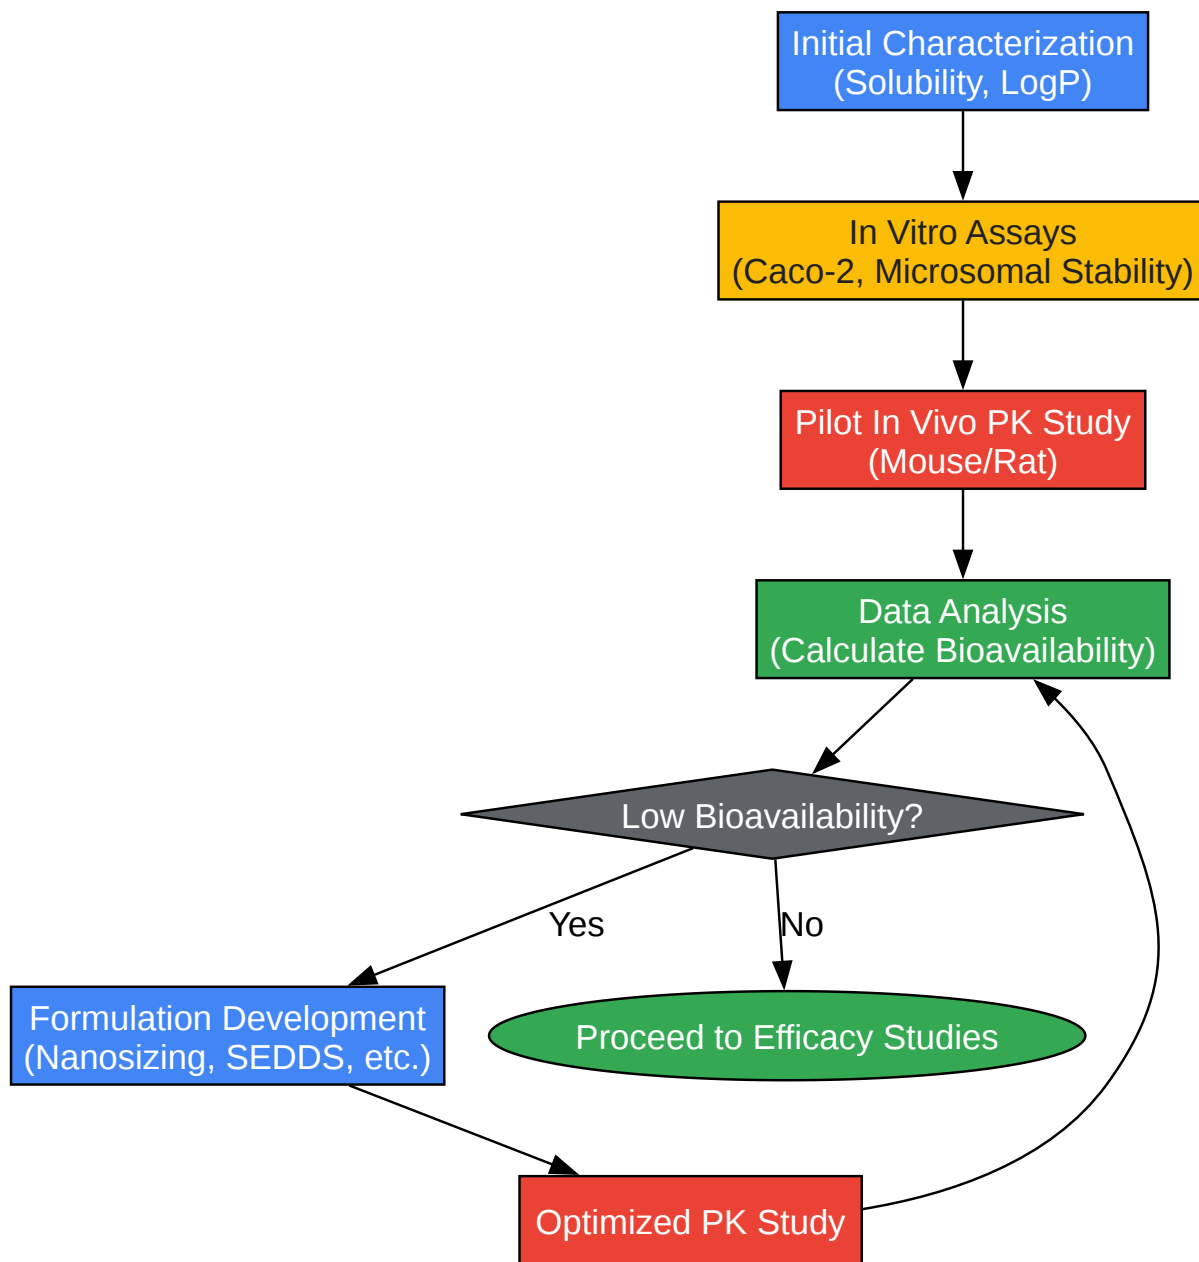 Initial Characterization
(Solubility, LogP)
In Vitro Assays
(Caco-2, Microsomal Stability)
Pilot In Vivo PK Study
(Mouse/Rat)
Data Analysis
(Calculate Bioavailability)
Low Bioavailability?
Yes
No
Formulation Development
(Nanosizing, SEDDS, etc.)
Proceed to Efficacy Studies
Optimized PK Study